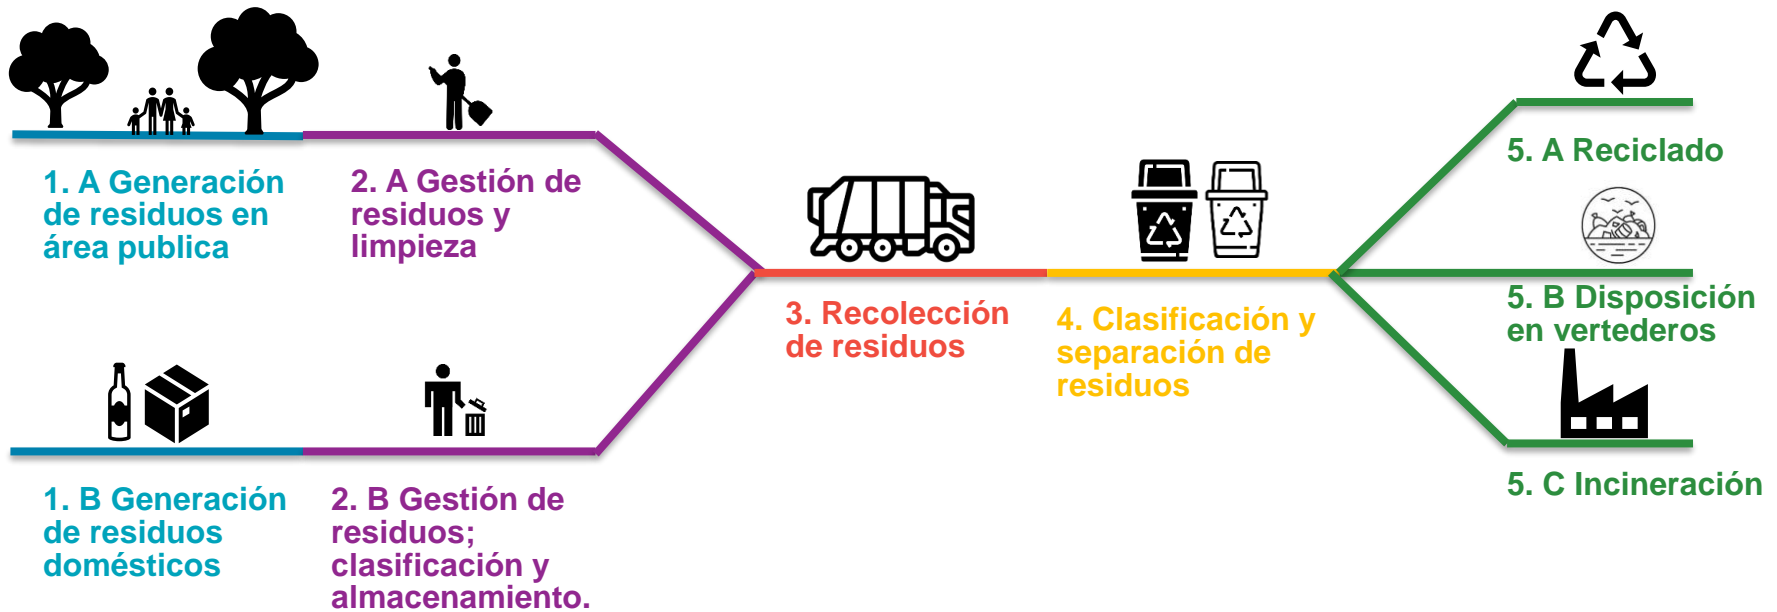 1. A Generación
de residuos en
área publica
2. A Gestión de
residuos y
limpieza
1. B Generación
de residuos
domésticos
2. B Gestión de
residuos;
clasificación y
almacenamiento.
3. Recolección
de residuos
4. Clasificación y
separación de
residuos
5. A Reciclado
5. B Disposición
en vertederos
5. C Incineración